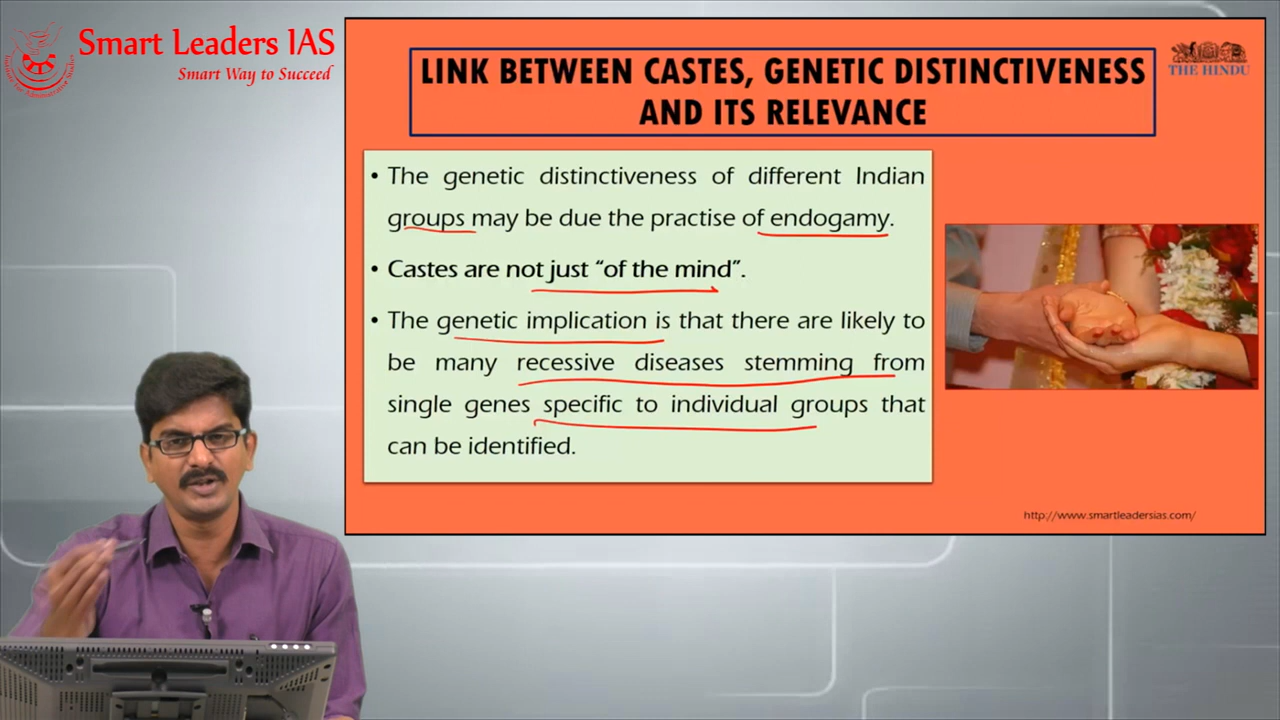 Smart Leaders IAS
Smart Way to Succeed
THE HINDU
LINK BETWEEN CASTES, GENETIC DISTINCTIVENESS
AND ITS RELEVANCE
• The genetic distinctiveness of different Indian
groups may be due the practise of endogamy.
• Castes are not just “of the mind”.
• The genetic implication is that there are likely to
be many recessive diseases stemming from
single genes specific to individual groups that
can be identified.
http://www.smartleadersias.com/